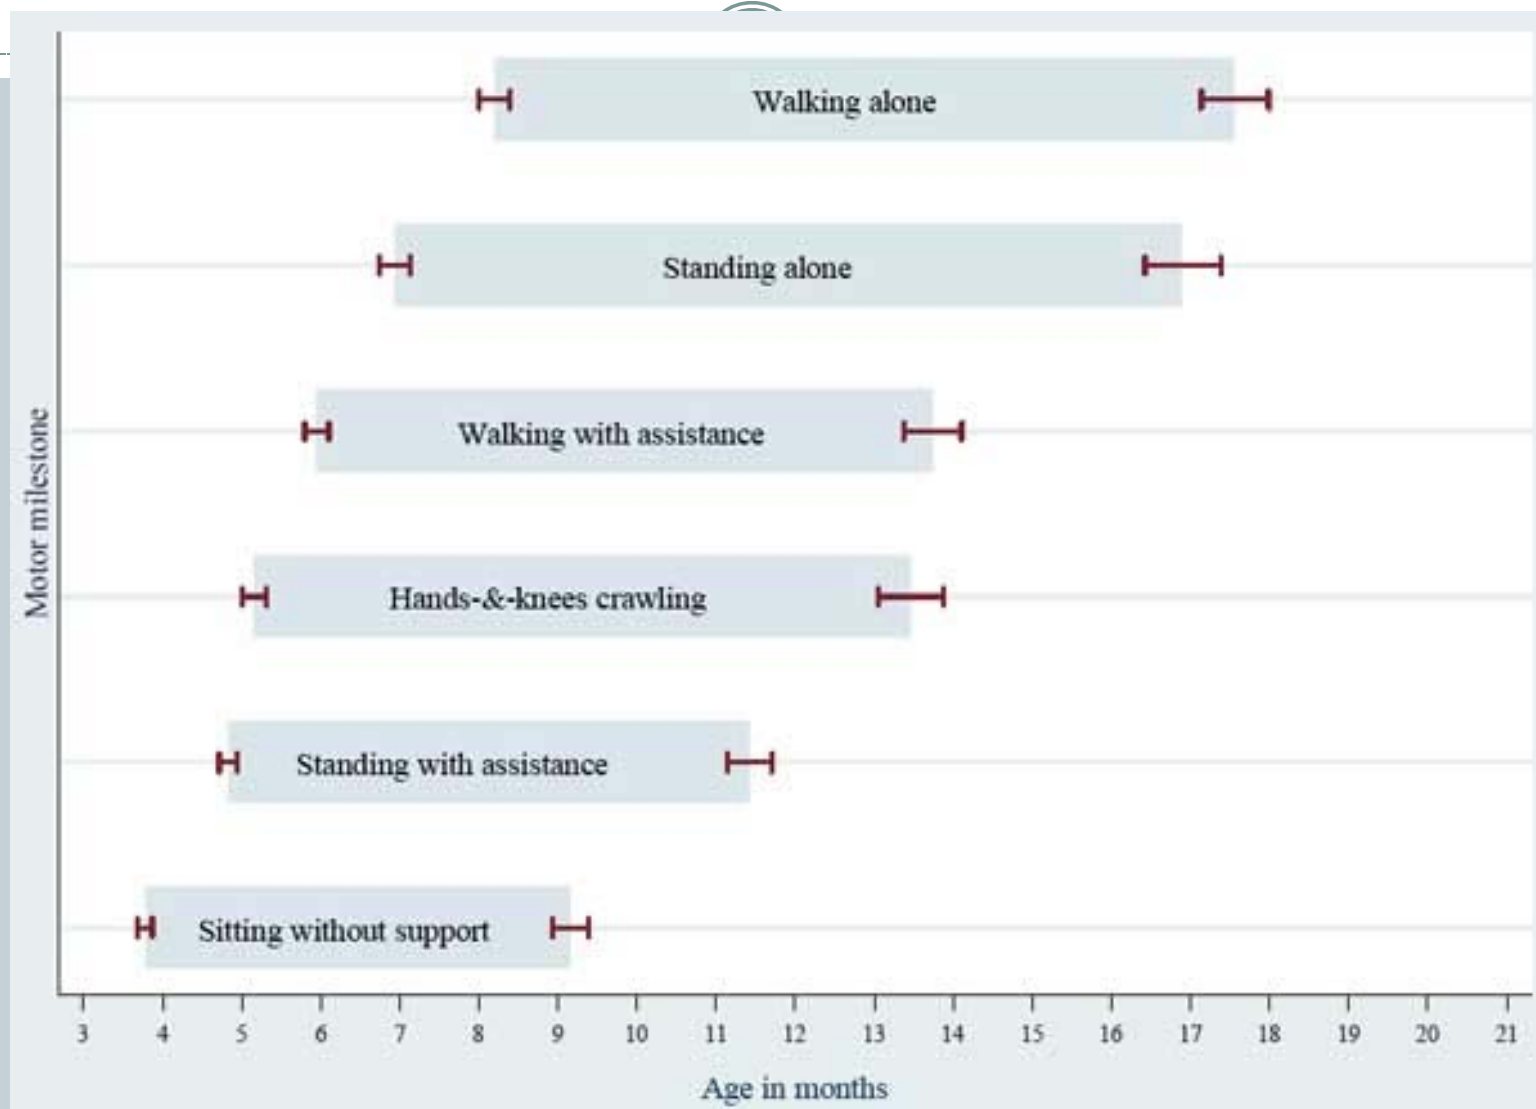 Walking alone
Standing alone
Walking with assistance
Hands-&-knees crawling
Standing with assistance
Sitting without support
Motor milestone
3 4 5 6 7 8 9 10 11 12 13 14 15 16 17 18 19 20 21
Age in months